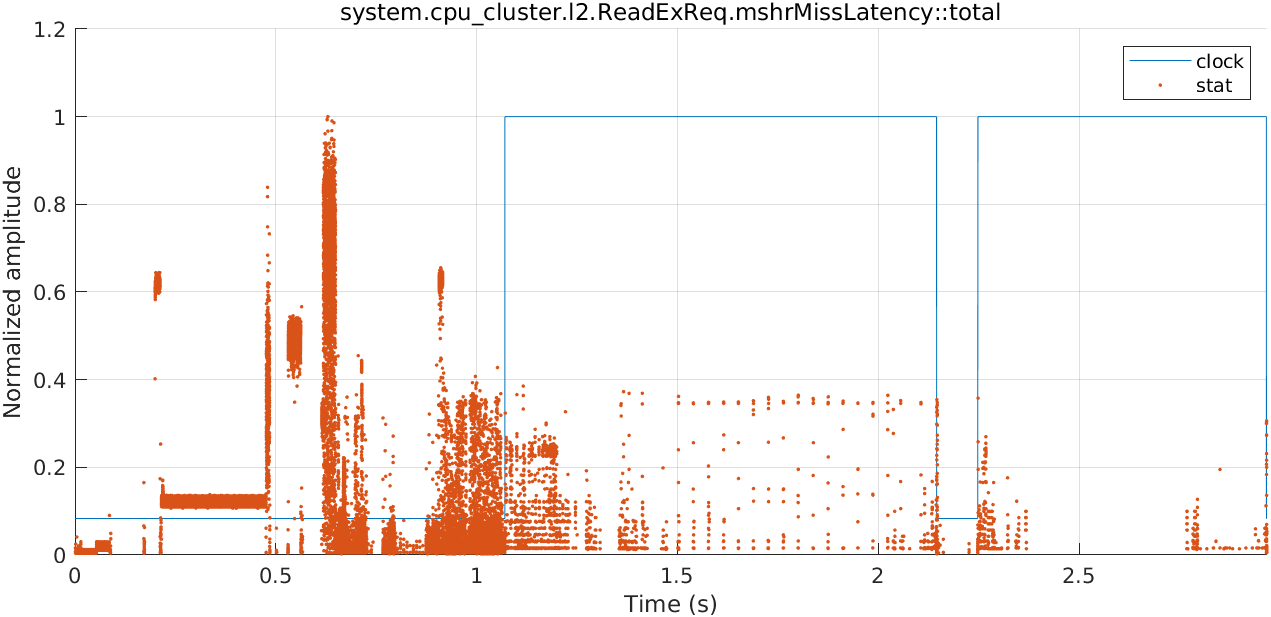 system.cpu_cluster.l2.ReadExReq.mshrMissLatency::total
1.2
1
0.8
0.6
0.4
0.2
0
Normalized amplitude
clock
stat
0 0.5 1 1.5 2 2.5
Time (s)